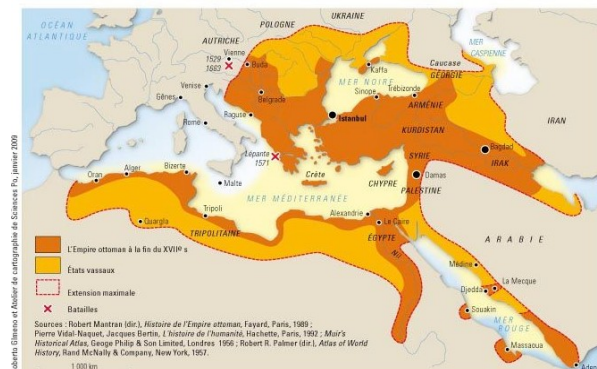 OCÉAN
ATLANTIQUE
POLOGNE
UKRAINE
AUTRICHE
1529
1683
Vienne
Buda
Kaffa
MER
CASPIENNE
Caucase
GÉORGIE
Venise
Gênes
Belgrade
MER NOIRE
Sinope
Trébizonde
ARMÉNIE
Raguse
Rome
Istanbul
KURDISTAN
IRAN
Lépante
1571
Bagdad
IRAK
SYRIE
Oran
Alger
Bizerte
Malte
Crète
CHYPRE
Damas
PALESTINE
MER MÉDITERRANÉE
Ouargla
Tripoli
TRIPOLITAINE
Alexandrie
Le Caire
ÉGYPTE
Nil
ARABIE
Médine
La Mecque
Djedda
Souakin
MER
ROUGE
Massaoua
Aden
L'Empire ottoman à la fin du XVIIe s
États vassaux
Extension maximale
Batailles
Sources : Robert Mantran (dir.), Histoire de l'Empire ottoman, Fayard, Paris, 1989 ;
Pierre Vidal-Naquet, Jacques Bertin, L'histoire de l'humanité, Hachette, Paris, 1992 ; Muir's
Historical Atlas, Geoge Philip & Son Limited, Londres 1956 ; Robert R. Palmer (dir.), Atlas of World
History, Rand McNally & Company, New York, 1957.
1 000 km
Roberto Gimeno et Atelier de cartographie de Sciences Po, janvier 2009